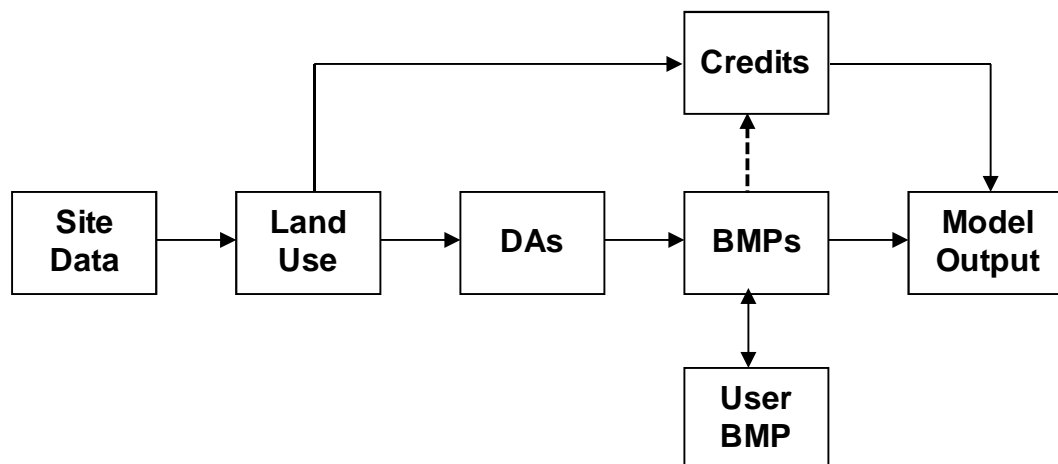 Credits
Site
Data
Land
Use
DAs
BMPs
Model
Output
User
BMP